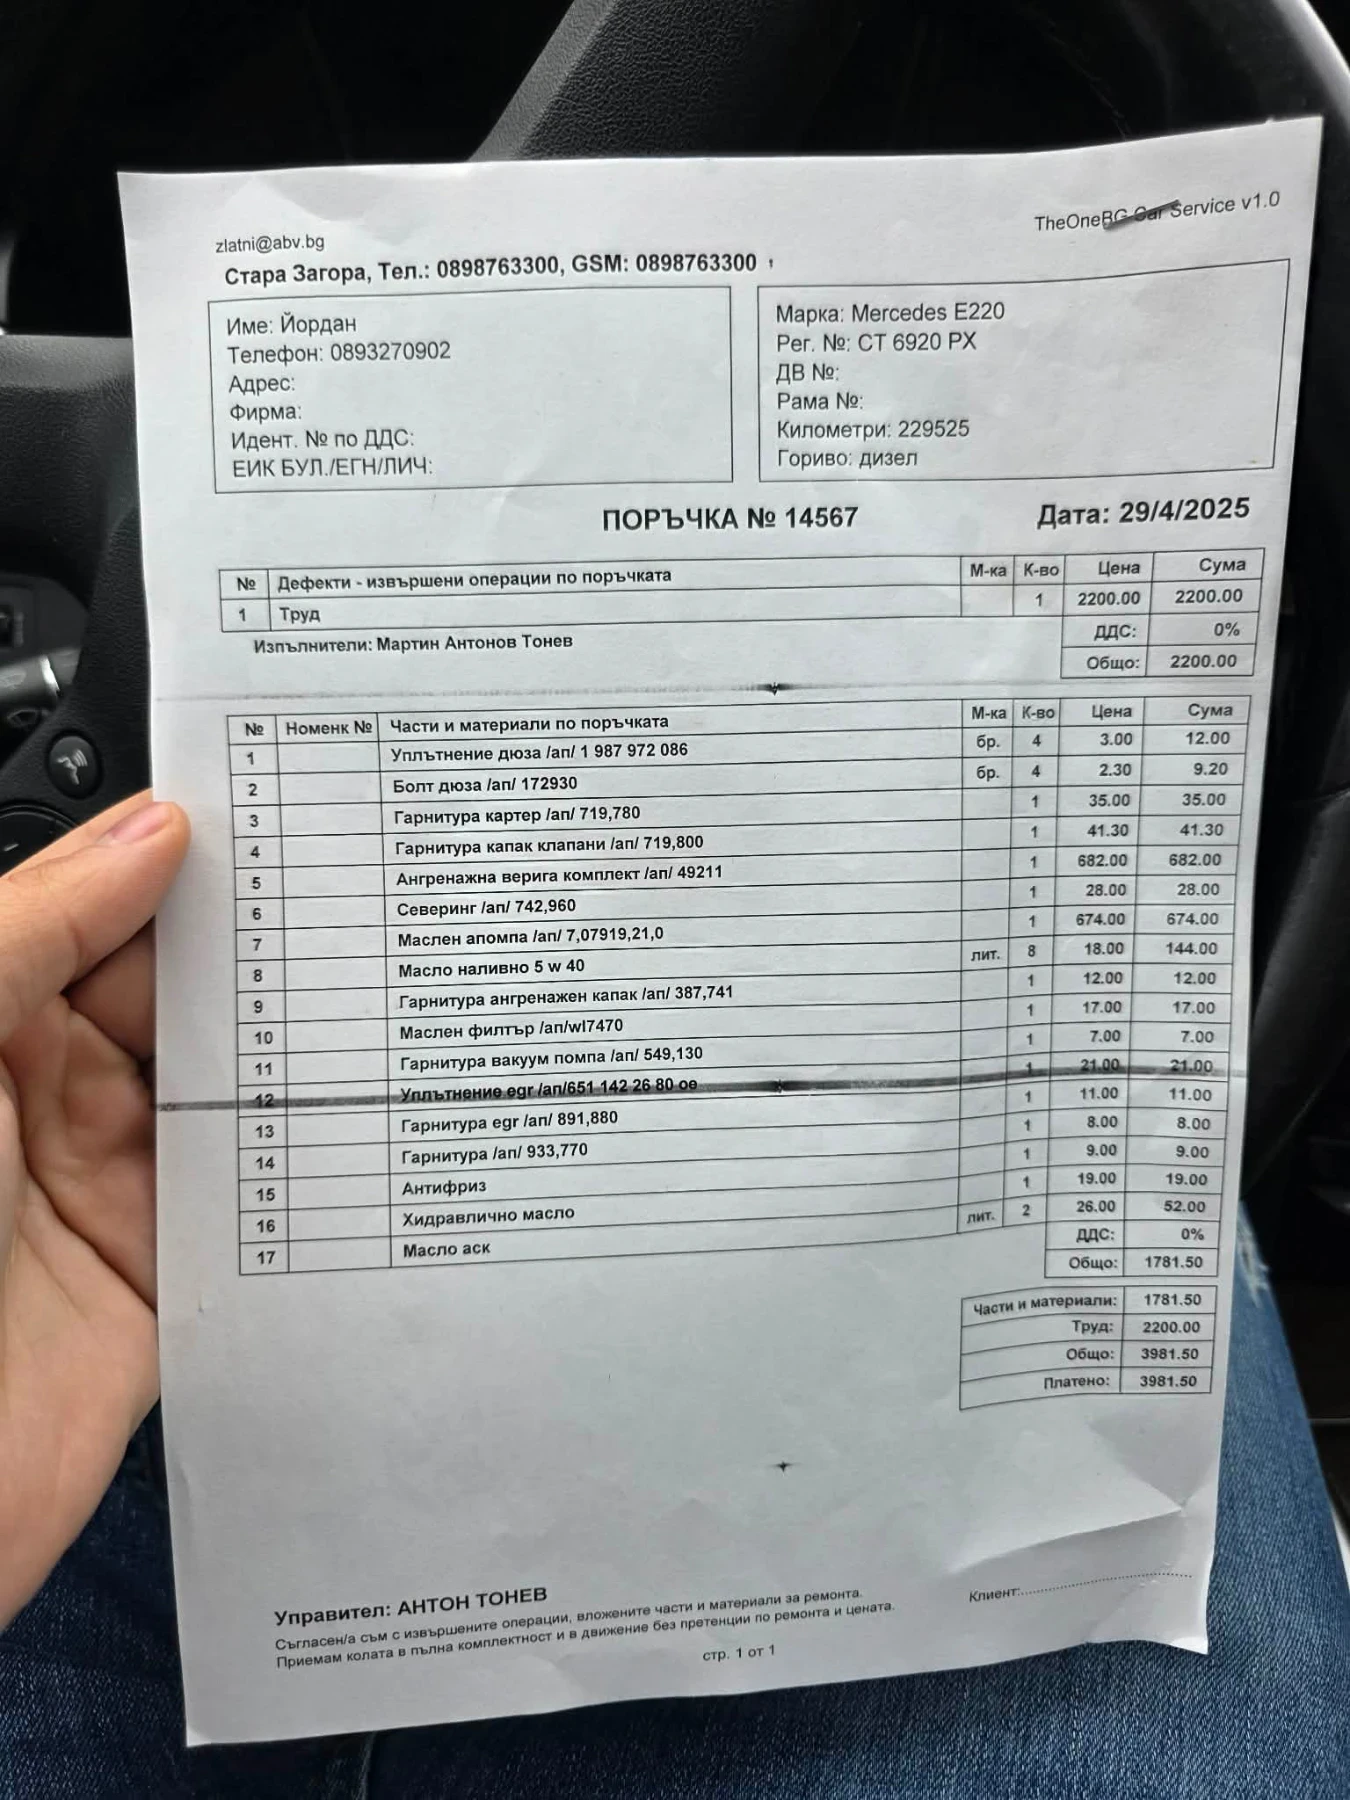 zlatni@abv.bg
TheOneBG Car Service v1.0
Стара Загора, Тел.: 0898763300, GSM: 0898763300
Име: Йордан
Телефон: 0893270902
Адрес:
Фирма:
Идент. № по ДДС:
ЕИК БУЛ./ЕГН/ЛИЧ:
Марка: Mercedes E220
Рег. №: СТ 6920 РХ
ДВ №:
Рама №:
Километри: 229525
Гориво: дизел
ПОРЪЧКА № 14567 Дата: 29/4/2025
№ Дефекти - извършени операции по поръчката М-ка К-во Цена Сума
1 Труд 1 2200.00 2200.00
Изпълнители: Мартин Антонов Тонев
ДДС: 0%
Общо: 2200.00
№ Номенк № Части и материали по поръчката М-ка К-во Цена Сума
1 Уплътнение дюза /ап/ 1 987 972 086 бр. 4 3.00 12.00
2 Болт дюза /ап/ 172930 бр. 4 2.30 9.20
3 Гарнитура картер /ап/ 719,780 1 35.00 35.00
4 Гарнитура капак клапани /ап/ 719,800 1 41.30 41.30
5 Ангренажна верига комплект /ап/ 49211 1 682.00 682.00
6 Северинг /ап/ 742,960 1 28.00 28.00
7 Маслен апомпа /ап/ 7,07919,21,0 1 674.00 674.00
8 Масло наливно 5 w 40 лит. 8 18.00 144.00
9 Гарнитура ангренажен капак /ап/ 387,741 1 12.00 12.00
10 Маслен филтър /ап/wl7470 1 17.00 17.00
11 Гарнитура вакуум помпа /ап/ 549,130 1 7.00 7.00
12 Уплътнение egr /ап/651 142 26 80 oe 1 21.00 21.00
13 Гарнитура egr /ап/ 891,880 1 11.00 11.00
14 Гарнитура /ап/ 933,770 1 8.00 8.00
15 Антифриз 1 9.00 9.00
16 Хидравлично масло 1 19.00 19.00
17 Масло аск лит. 2 26.00 52.00
ДДС: 0%
Общо: 1781.50
Части и материали: 1781.50
Труд: 2200.00
Общо: 3981.50
Платено: 3981.50
Управител: АНТОН ТОНЕВ
Клиент:
Съгласен/а съм с извършените операции, вложените части и материали за ремонта.
Приемам колата в пълна комплектност и в движение без претенции по ремонта и цената.
стр. 1 от 1